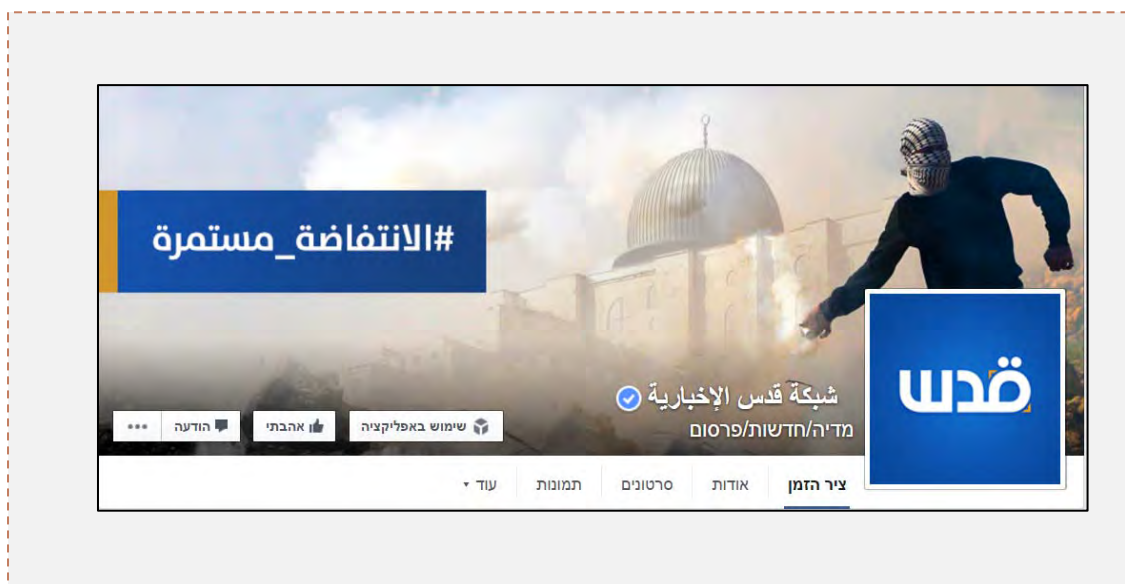 #الانتفاضة_مستمرة
قدس
شبكة قدس الإخبارية
מדיה/חדשות/פרסום
שימוש באפליקציה
אהבתי
הודעה
ציר הזמן
אודות
סרטונים
תמונות
עוד